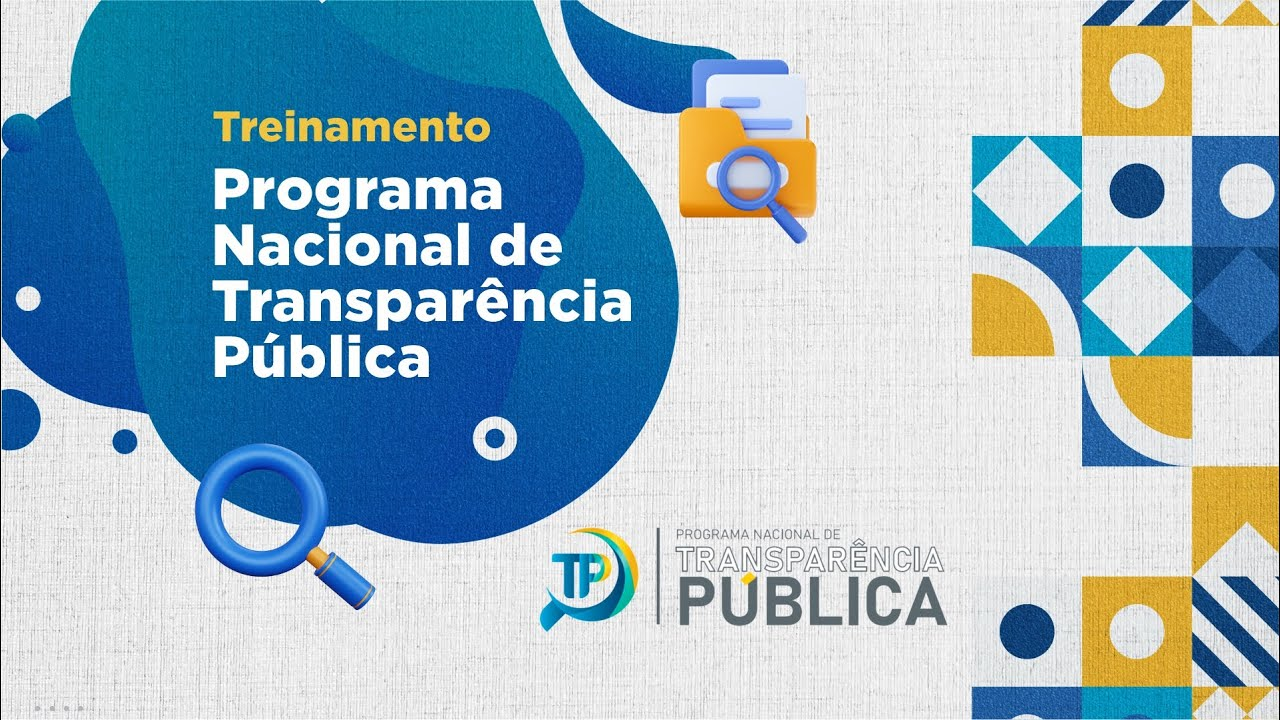 Treinamento
Programa
Nacional de
Transparência
Pública
TP
PROGRAMA NACIONAL DE
TRANSPARÊNCIA
PÚBLICA